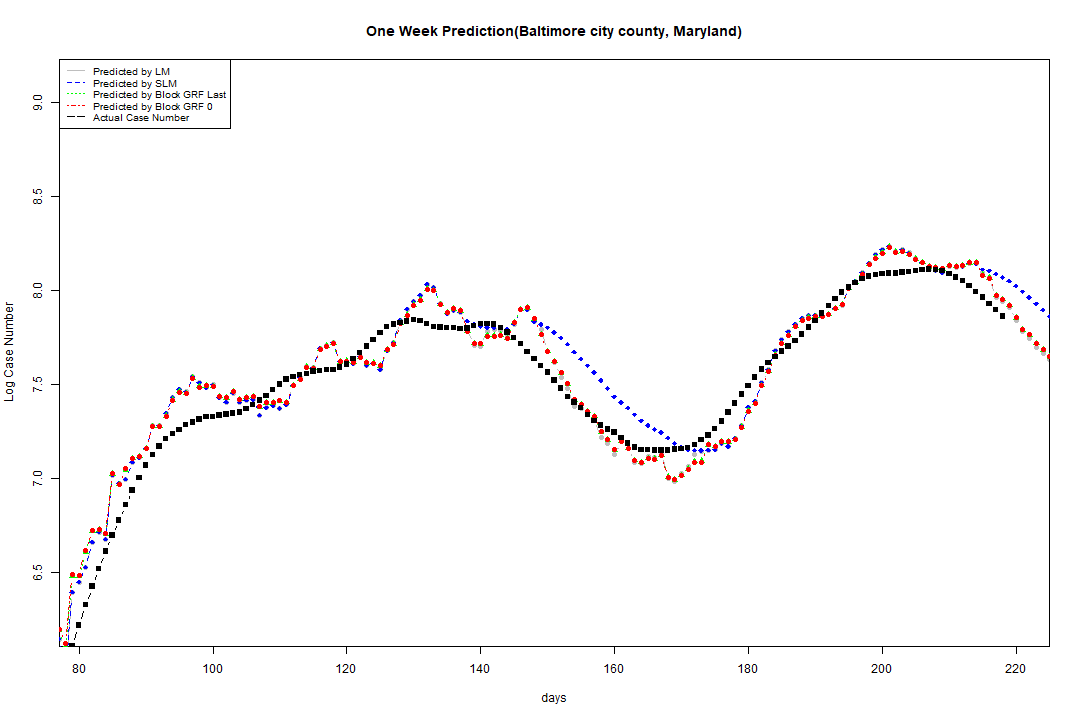 One Week Prediction(Baltimore city county, Maryland)
Predicted by LM
Predicted by SLM
Predicted by Block GRF Last
Predicted by Block GRF 0
Actual Case Number
9.0
8.5
8.0
7.5
7.0
6.5
Log Case Number
80 100 120 140 160 180 200 220
days